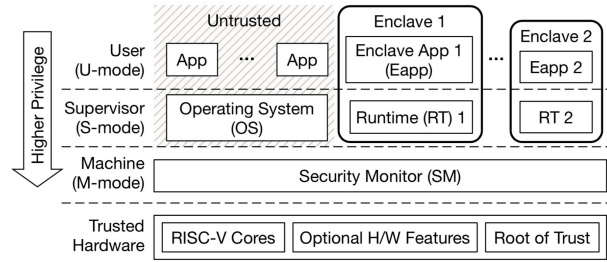 Untrusted
Enclave 1
Enclave 2
Higher Privilege
User
(U-mode)
App
...
App
Enclave App 1
(Eapp)
...
Eapp 2
Supervisor
(S-mode)
Operating System
(OS)
Runtime (RT) 1
RT 2
Machine
(M-mode)
Security Monitor (SM)
Trusted
Hardware
RISC-V Cores
Optional H/W Features
Root of Trust